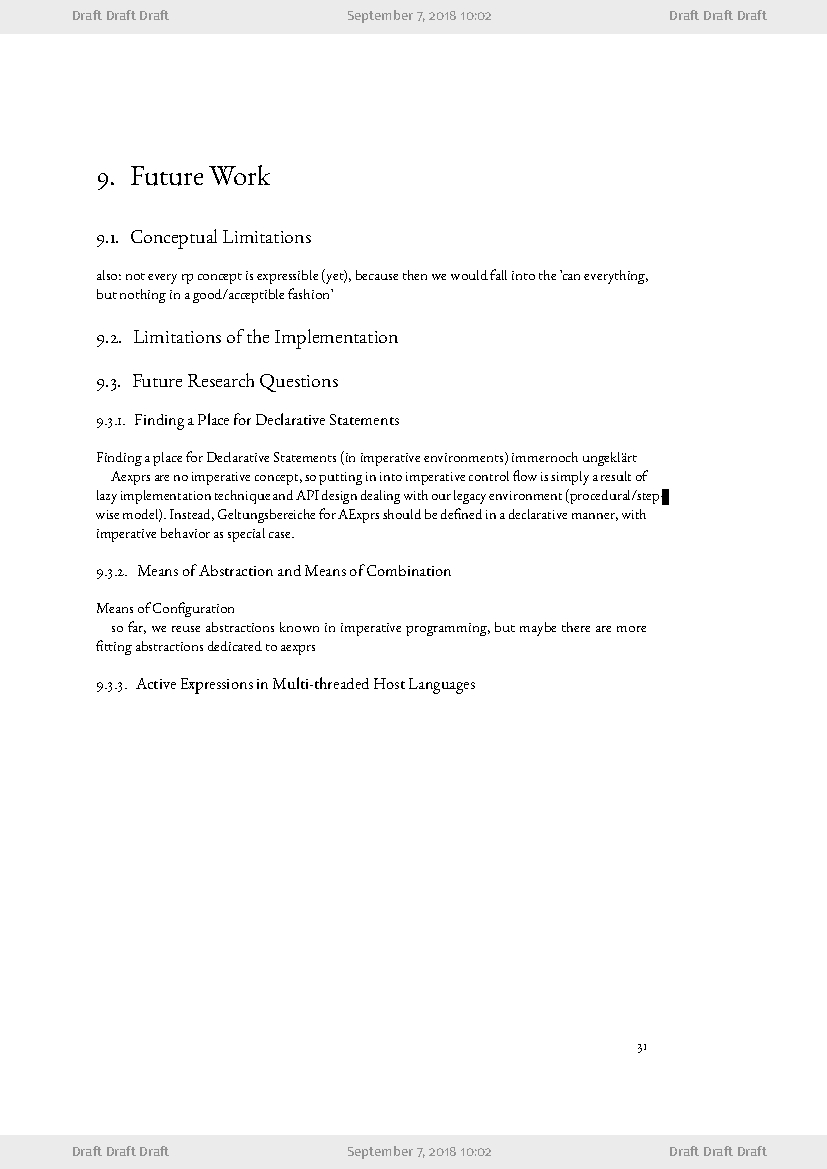 Draft Draft Draft September 7, 2018 10:02 Draft Draft Draft
9. Future Work
9.1. Conceptual Limitations
also: not every rp concept is expressible (yet), because then we would fall into the 'can everything,
but nothing in a good/acceptible fashion'
9.2. Limitations of the Implementation
9.3. Future Research Questions
9.3.1. Finding a Place for Declarative Statements
Finding a place for Declarative Statements (in imperative environments) immernoch ungeklärt
Aexprs are no imperative concept, so putting in into imperative control flow is simply a result of
lazy implementation technique and API design dealing with our legacy environment (procedural/step-
wise model). Instead, Geltungsbereiche for AExprs should be defined in a declarative manner, with
imperative behavior as special case.
9.3.2. Means of Abstraction and Means of Combination
Means of Configuration
so far, we reuse abstractions known in imperative programming, but maybe there are more
fitting abstractions dedicated to aexprs
9.3.3. Active Expressions in Multi-threaded Host Languages
31
Draft Draft Draft September 7, 2018 10:02 Draft Draft Draft